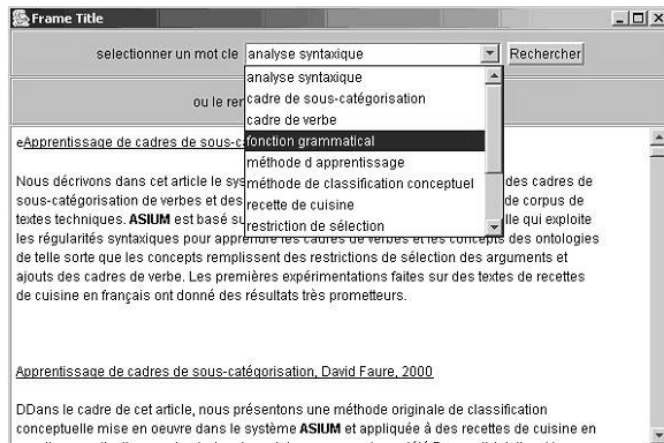 Frame Title
selectionner un mot cle analyse syntaxique Rechercher
analyse syntaxique
cadre de sous-catégorisation
ou le rer
cadre de verbe
fonction grammatical
eApprentissage de cadres de sous-c
méthode d apprentissage
Nous décrivons dans cet article le sys méthode de classification conceptuel des cadres de
sous-catégorisation de verbes et des recette de cuisine de corpus de
textes techniques. ASIUM est basé su restriction de sélection lle qui exploite
les régularités syntaxiques pour apprendre les cadres de verbes et les concepts des ontologies
de telle sorte que les concepts remplissent des restrictions de sélection des arguments et
ajouts des cadres de verbe. Les premières expérimentations faites sur des textes de recettes
de cuisine en français ont donné des résultats très prometteurs.
Apprentissage de cadres de sous-catégorisation, David Faure, 2000
DDans le cadre de cet article, nous présentons une méthode originale de classification
conceptuelle mise en oeuvre dans le système ASIUM et appliquée à des recettes de cuisine en